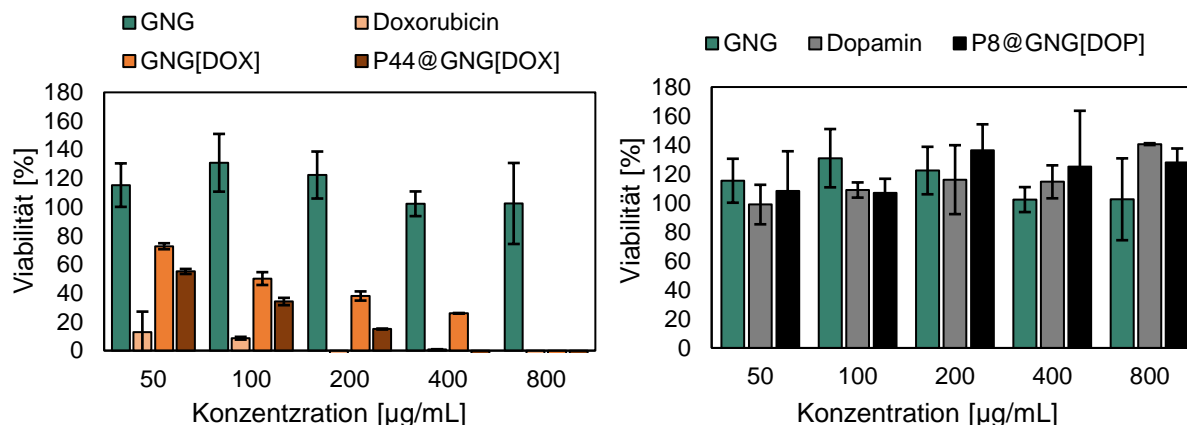 GNG Doxorubicin
GNG[DOX] P44@GNG[DOX]
180
160
140
120
100
80
60
40
20
0
Viabilität [%]
50 100 200 400 800
Konzentzration [µg/mL]
GNG Dopamin P8@GNG[DOP]
180
160
140
120
100
80
60
40
20
0
Viabilität [%]
50 100 200 400 800
Konzentration [µg/mL]